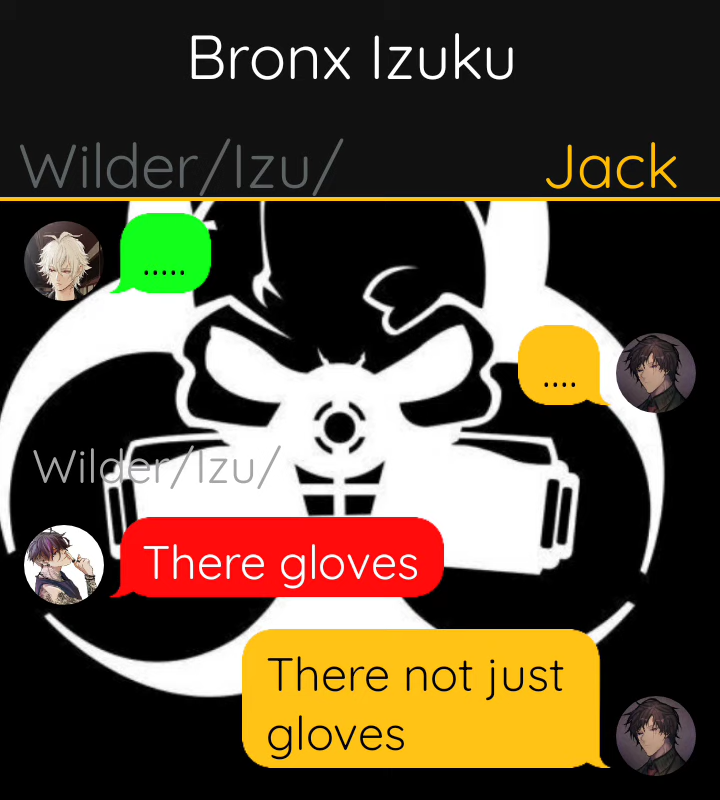 Bronx Izuku
Wilder/Izu/
Jack
.....
....
Wilder/Izu/
There gloves
There not just
gloves